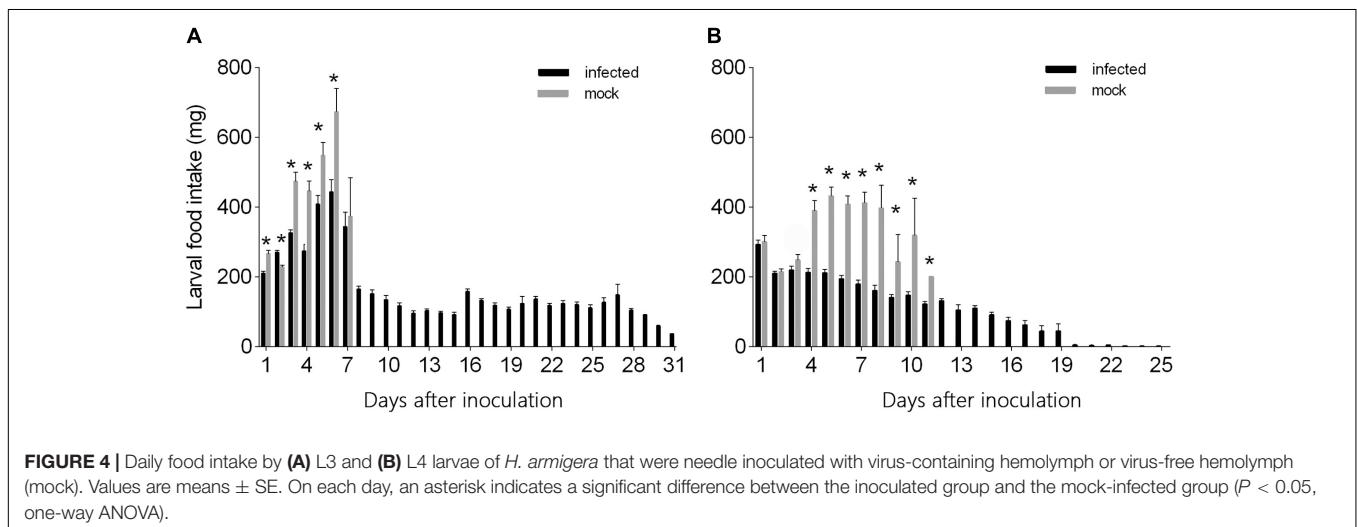 A
800
600
400
200
0
Larval food intake (mg)
infected
mock
* * * * * *
1 4 7 10 13 16 19 22 25 28 31
Days after inoculation
B
800
600
400
200
0
infected
mock
* * * * * * * *
1 4 7 10 13 16 19 22 25
Days after inoculation
FIGURE 4 | Daily food intake by (A) L3 and (B) L4 larvae of H. armigera that were needle inoculated with virus-containing hemolymph or virus-free hemolymph
(mock). Values are means ± SE. On each day, an asterisk indicates a significant difference between the inoculated group and the mock-infected group (P < 0.05,
one-way ANOVA).